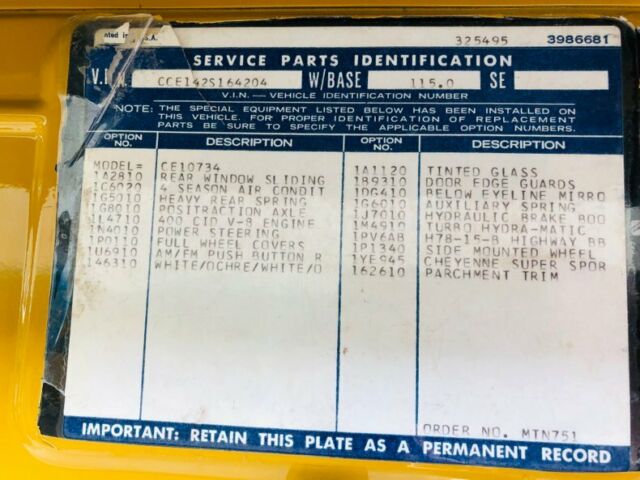 nted in U.S.A. 325495 3986681
SERVICE PARTS IDENTIFICATION
V.I.N. CCE142S164204 W/BASE 115.0 SE
V.I.N. — VEHICLE IDENTIFICATION NUMBER
NOTE: THE SPECIAL EQUIPMENT LISTED BELOW HAS BEEN INSTALLED ON
THIS VEHICLE. FOR PROPER IDENTIFICATION OF REPLACEMENT
PARTS BE SURE TO SPECIFY THE APPLICABLE OPTION NUMBERS.
OPTION NO. DESCRIPTION OPTION NO. DESCRIPTION
MODEL= CE10734 1A1120 TINTED GLASS
1A2810 REAR WINDOW SLIDING 1B9310 DOOR EDGE GUARDS
1C6020 4 SEASON AIR CONDIT 1DG410 BELOW EYELINE MIRRO
1G5010 HEAVY REAR SPRING 1G6010 AUXILIAR SPRING
1G8010 POSITRACTION AXLE 1J7010 HYDRAULIC BRAKE BOO
1L4710 400 CID V-8 ENGINE 1M4910 TURBO HYDRA-MATIC
1N4010 POWER STEERING 1PV6AB H78-15-B HIGHWAY BB
1P0110 FULL WHEEL COVERS 1P1340 SIDE MOUNTED WHEEL
1U6910 AM/FM PUSH BUTTON R 1YE945 CHEYENNE SUPER SPOR
146310 WHITE/OCHRE/WHITE/O 162610 PARCHMENT TRIM
ORDER NO. MTN751
IMPORTANT: RETAIN THIS PLATE AS A PERMANENT RECORD